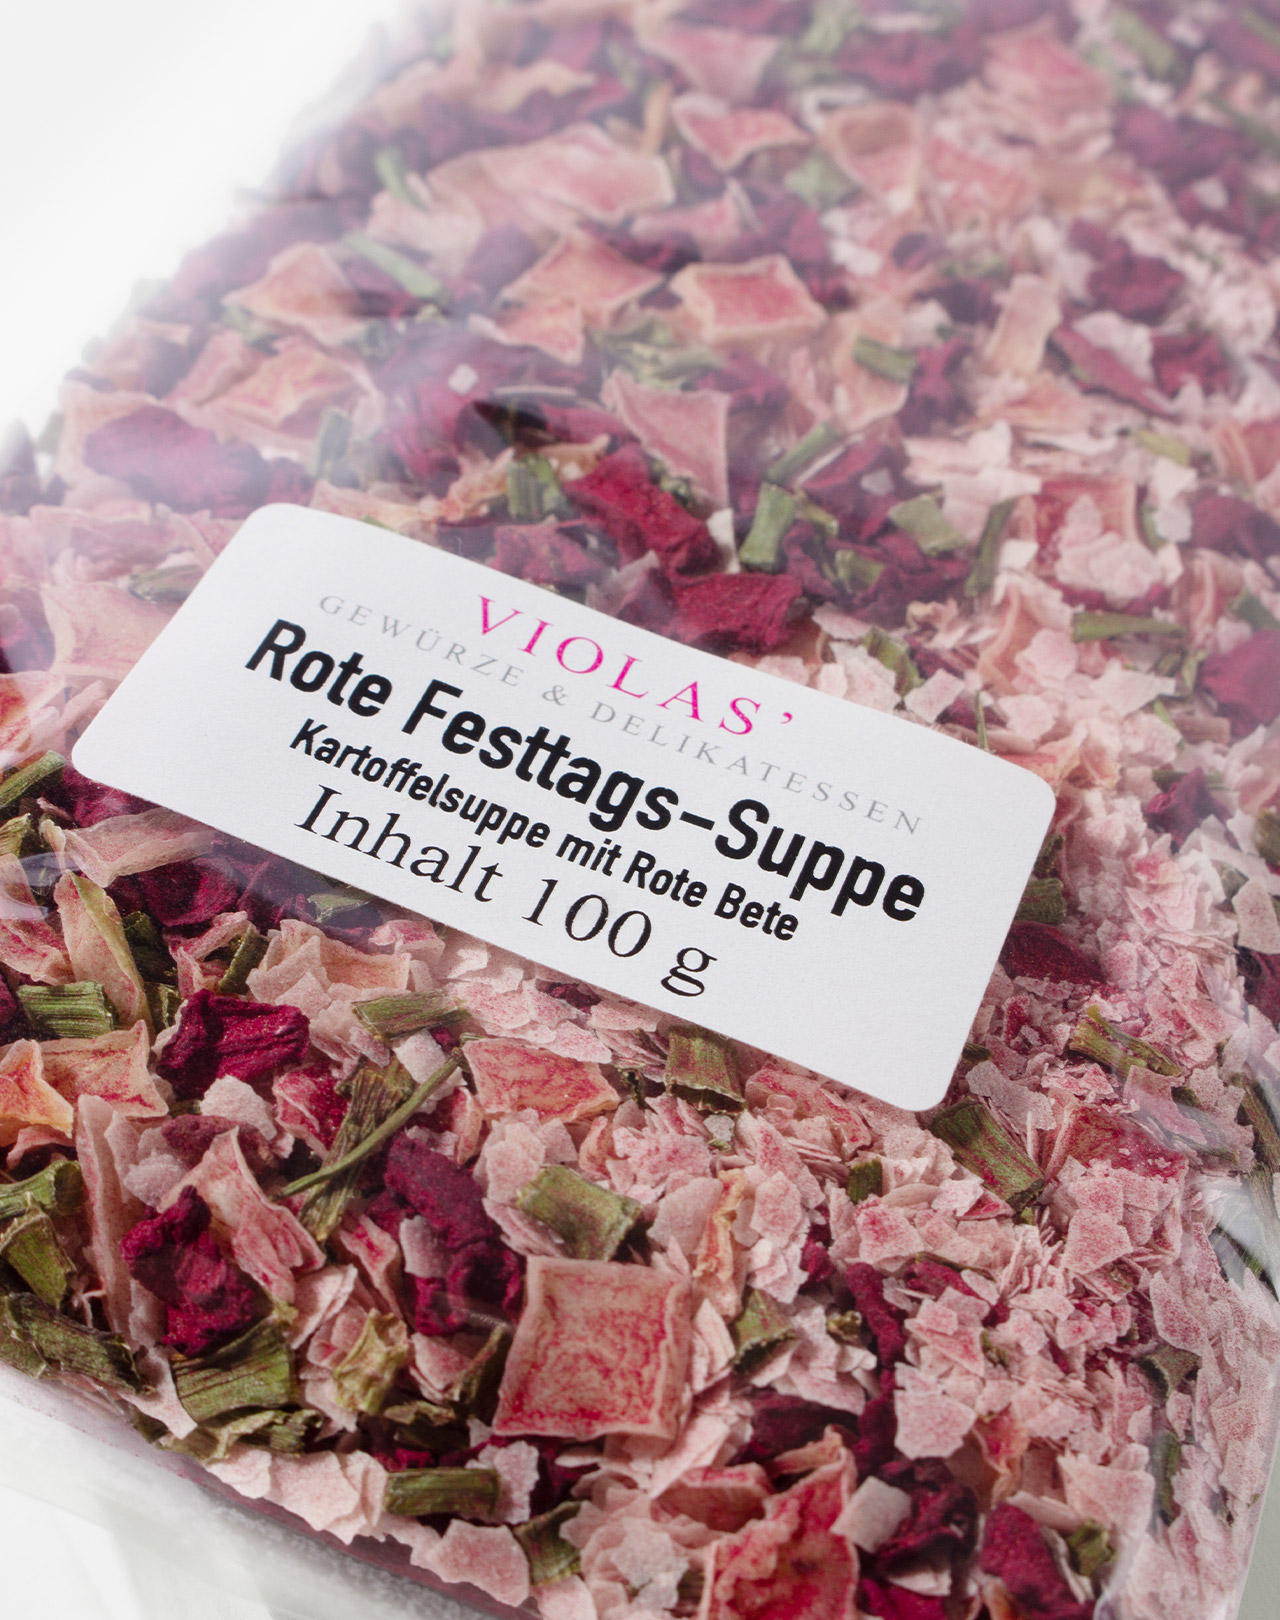 VIOLAS’
GEWÜRZE & DELIKATESSEN
Rote Festtags-Suppe
Kartoffelsuppe mit Rote Bete
Inhalt 100 g